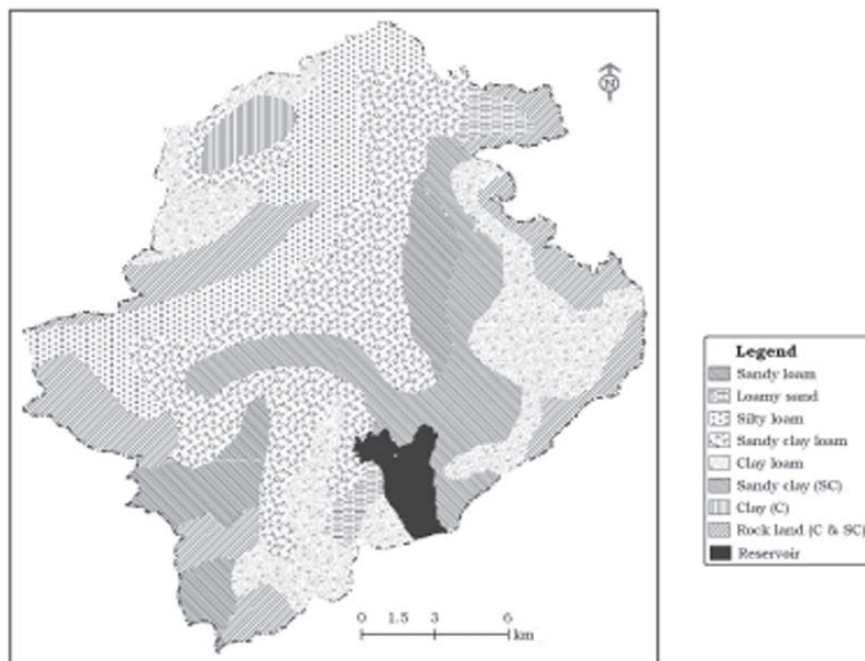 N
0 1.5 3 6
km
Legend
Sandy loam
Loamy sand
Silty loam
Sandy clay loam
Clay loam
Sandy clay (SC)
Clay (C)
Rock land (C & SC)
Reservoir